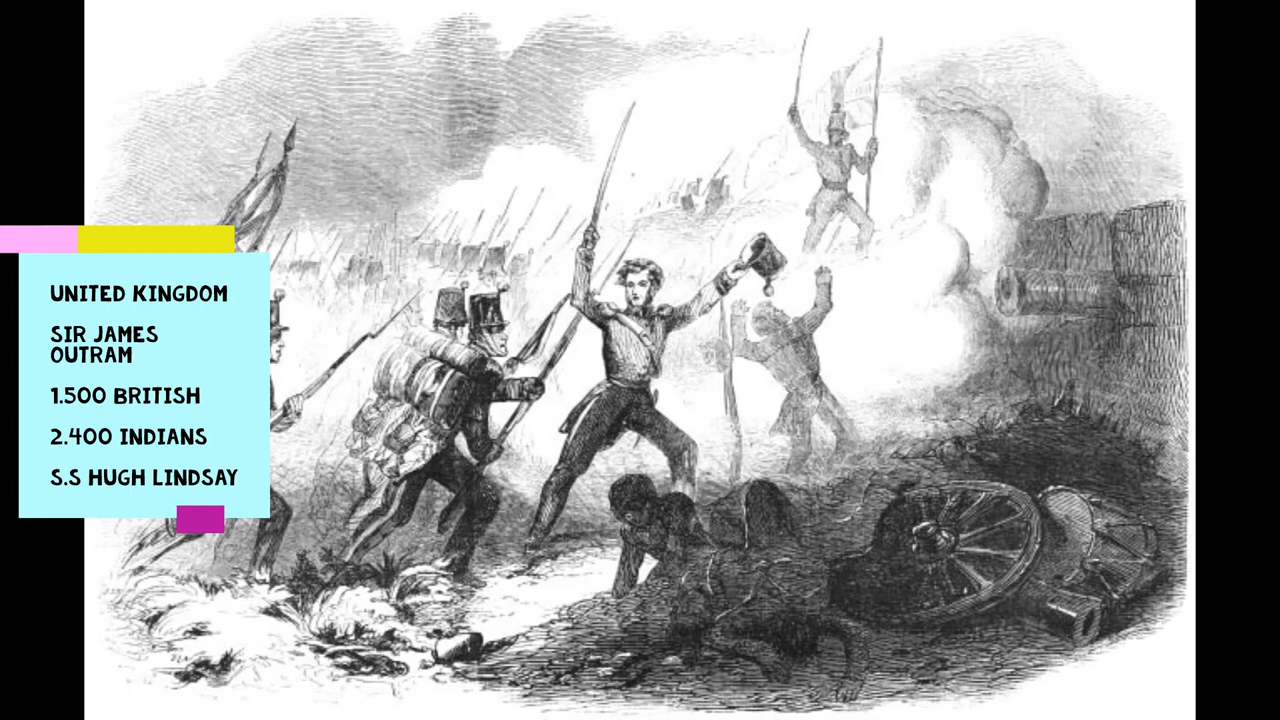 UNITED KINGDOM
SIR JAMES
OUTRAM
1.500 BRITISH
2.400 INDIANS
S.S HUGH LINDSAY